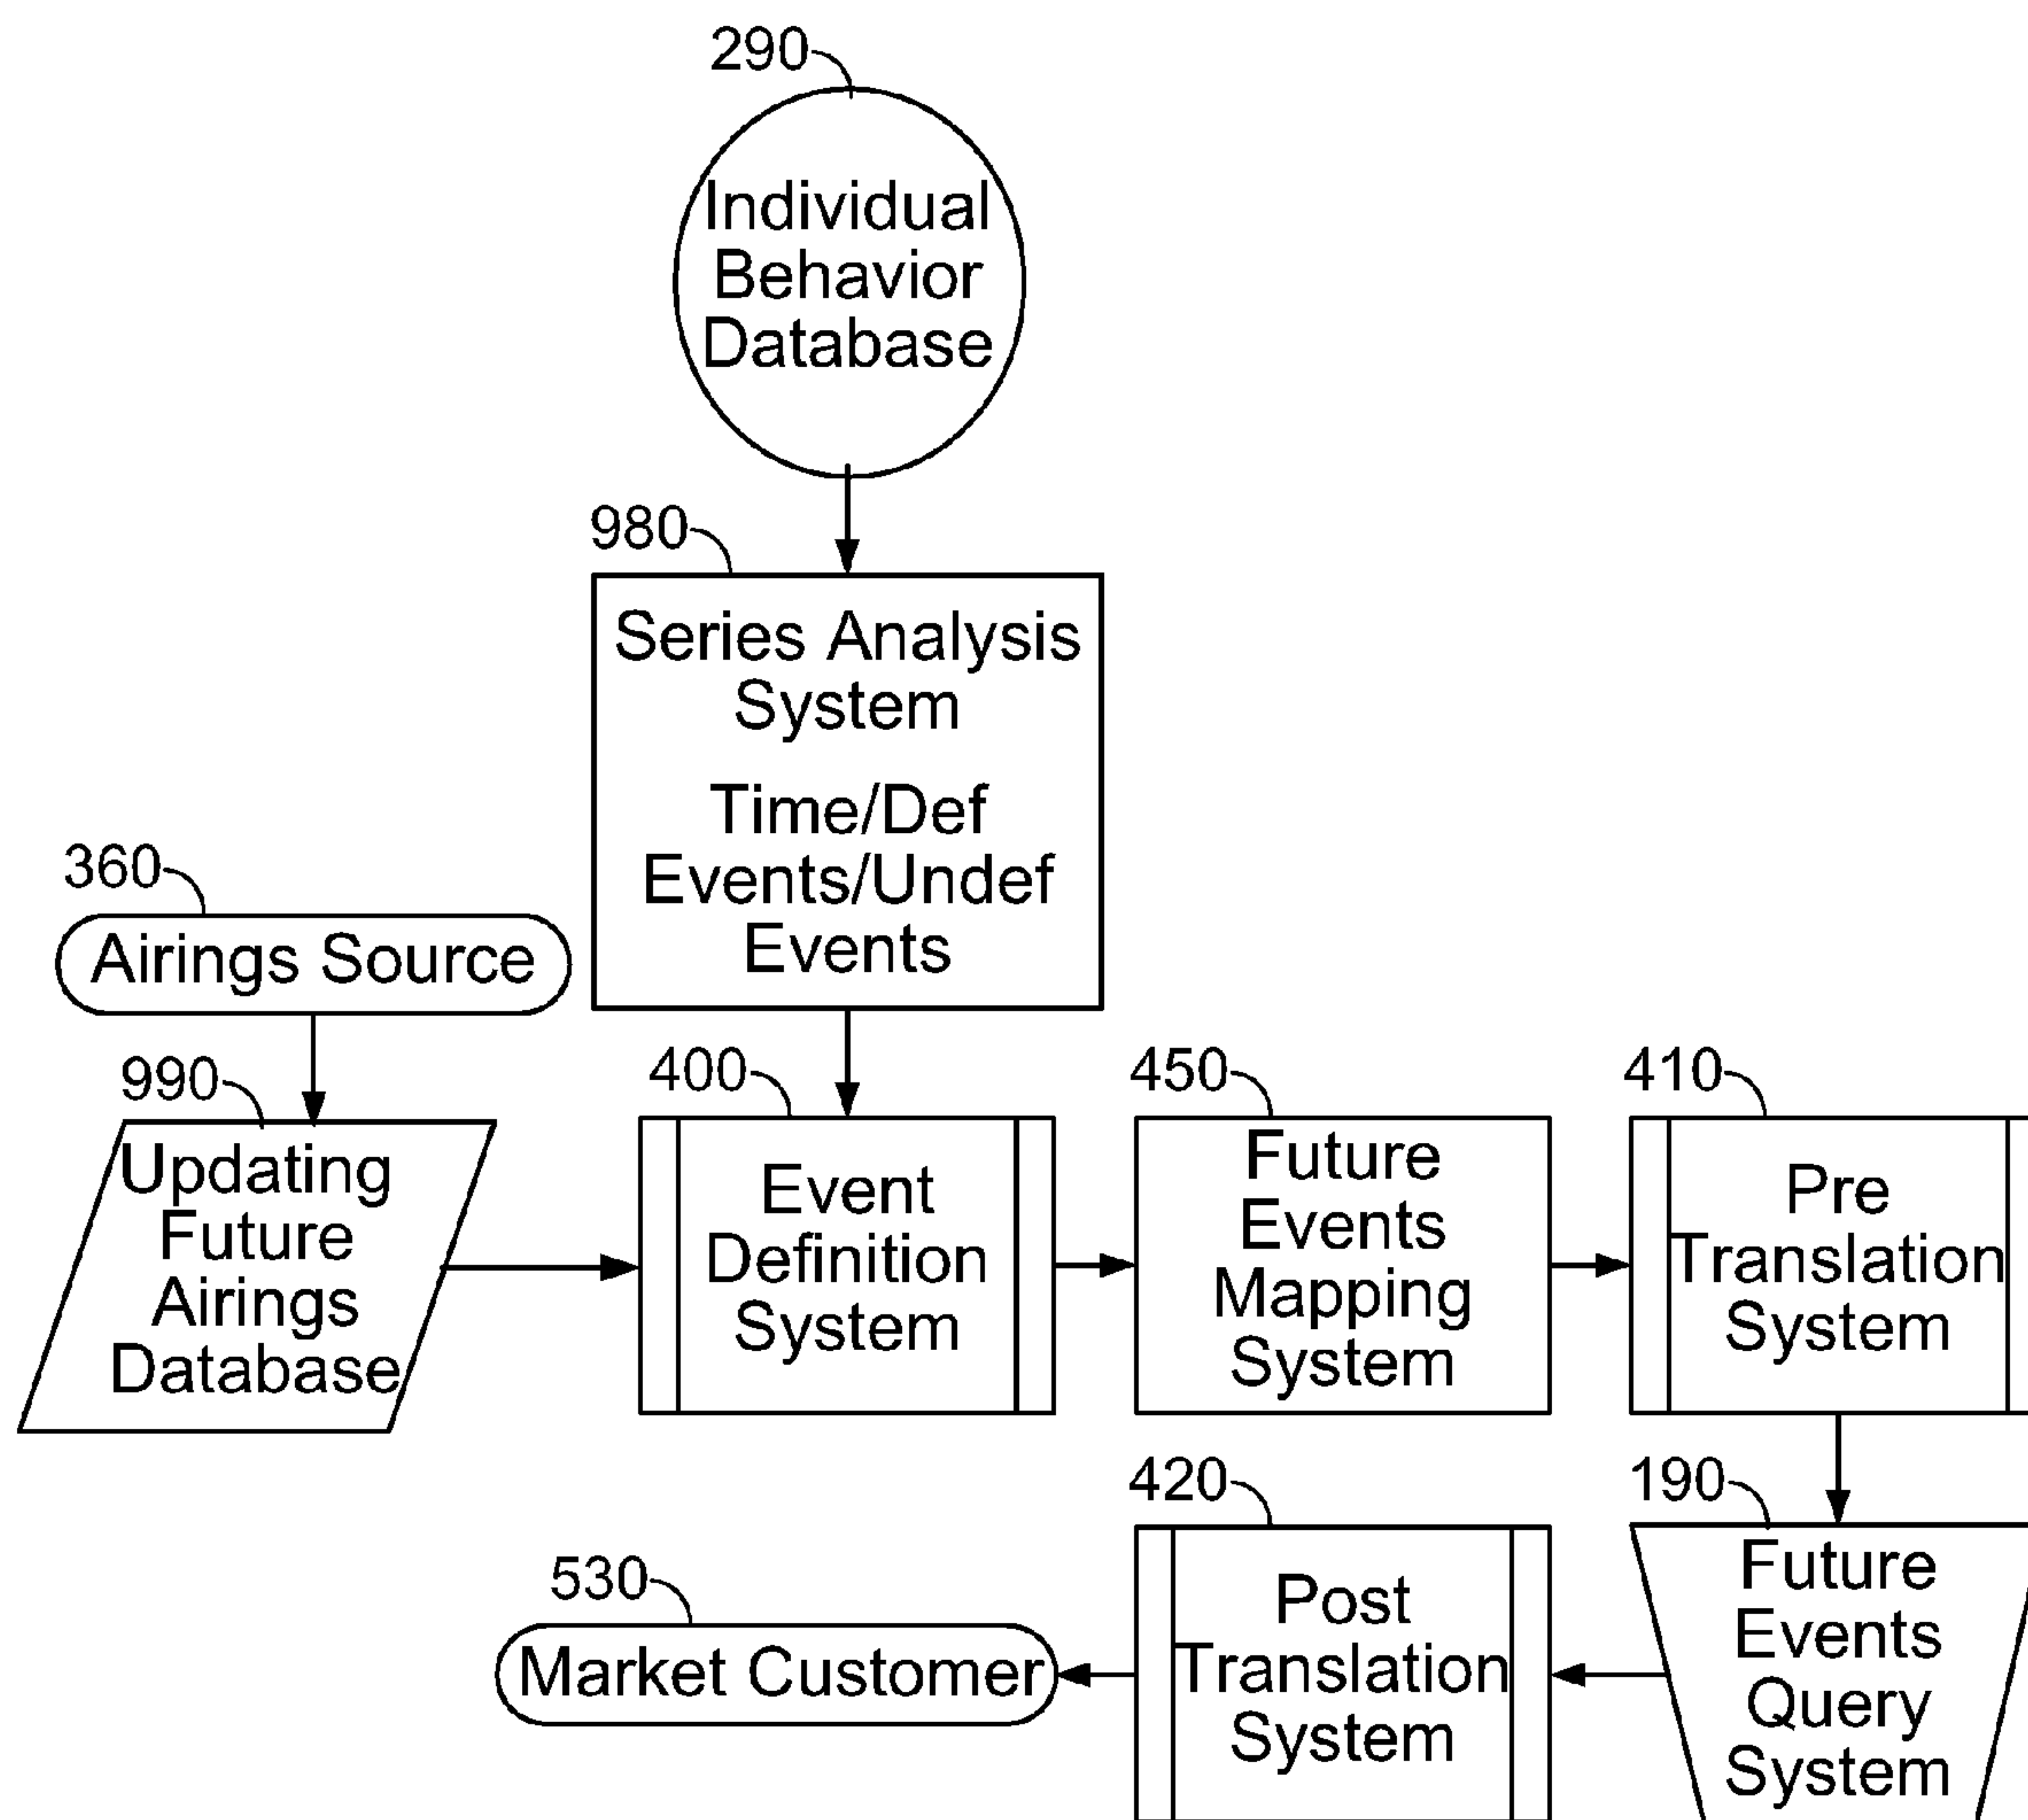 290
Individual
Behavior
Database
980
Series Analysis
System
Time/Def
Events/Undef
Events
360
Airings Source
990
Updating
Future
Airings
Database
400
Event
Definition
System
450
Future
Events
Mapping
System
410
Pre
Translation
System
190
Future
Events
Query
System
420
Post
Translation
System
530
Market Customer